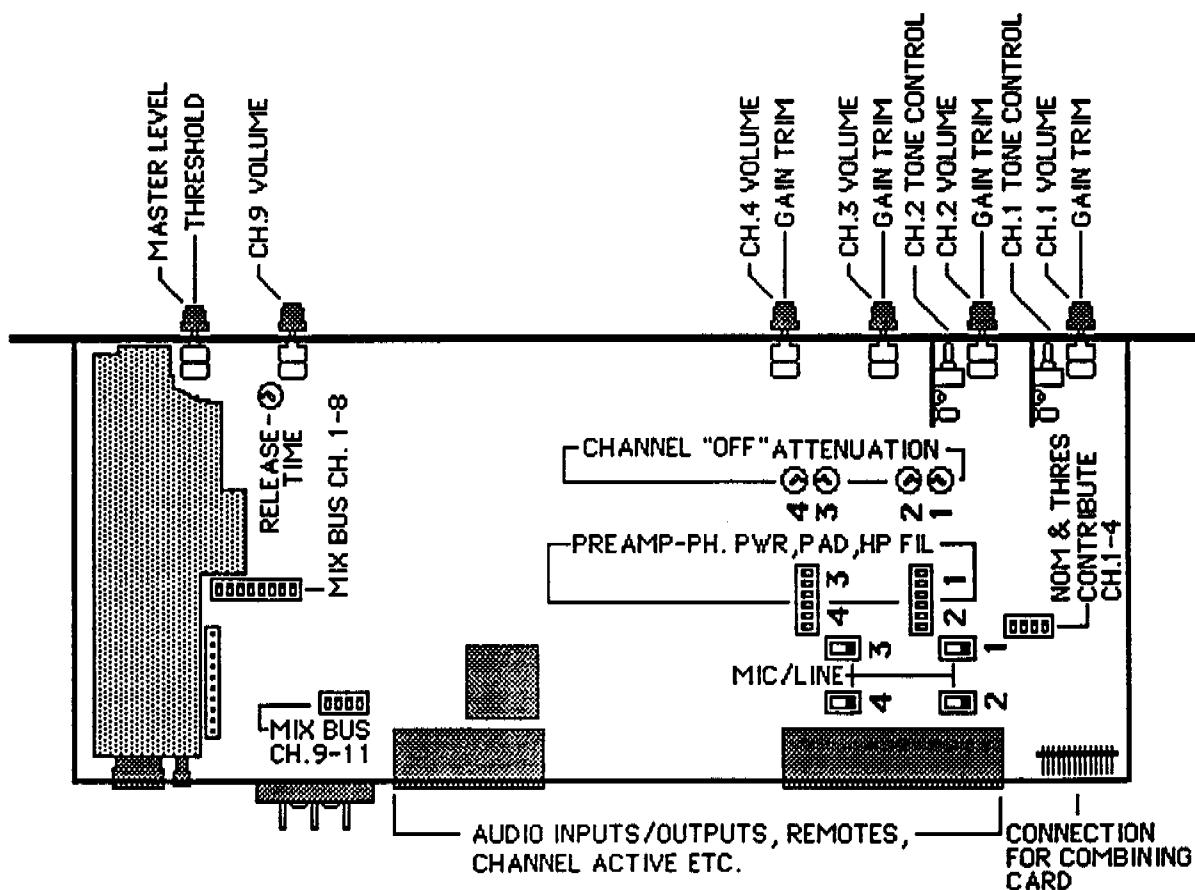 MASTER LEVEL
THRESHOLD
CH.9 VOLUME
CH.4 VOLUME
GAIN TRIM
CH.3 VOLUME
GAIN TRIM
CH.2 TONE CONTROL
CH.2 VOLUME
GAIN TRIM
CH.1 TONE CONTROL
CH.1 VOLUME
GAIN TRIM
RELEASE
TIME
MIX BUS CH. 1-8
CHANNEL "OFF" ATTENUATION
4 3 2 1
PREAMP-PH. PWR,PAD,HP FIL
3 1
4 2
NOM & THRES
CONTRIBUTE
CH.1-4
3 1
MIC/LINE
4 2
MIX BUS
CH.9-11
AUDIO INPUTS/OUTPUTS, REMOTES,
CHANNEL ACTIVE ETC.
CONNECTION
FOR COMBINING
CARD